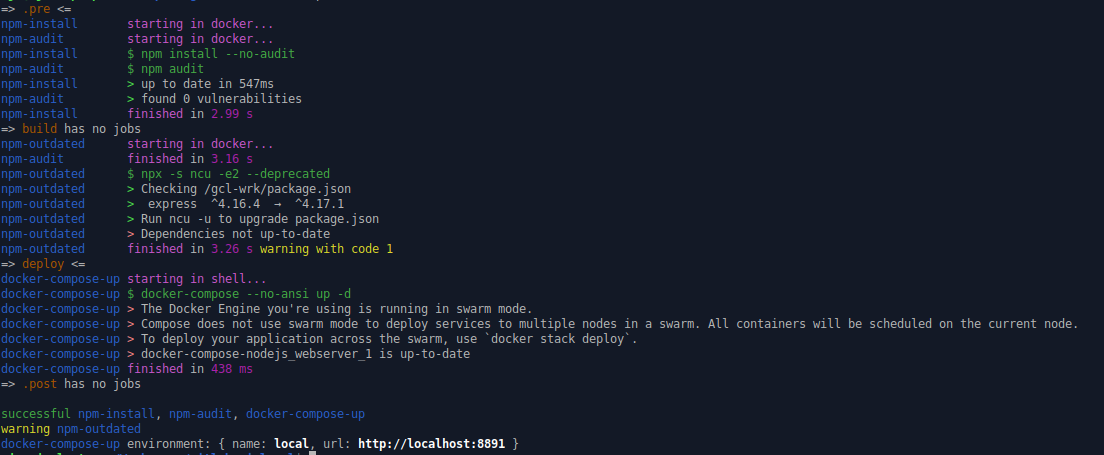 => .pre <=
npm-install starting in docker...
npm-audit starting in docker...
npm-install $ npm install --no-audit
npm-audit $ npm audit
npm-install > up to date in 547ms
npm-audit > found 0 vulnerabilities
npm-install finished in 2.99 s
=> build has no jobs
npm-outdated starting in docker...
npm-audit finished in 3.16 s
npm-outdated $ npx -s ncu -e2 --deprecated
npm-outdated > Checking /gcl-wrk/package.json
npm-outdated > express ^4.16.4 → ^4.17.1
npm-outdated > Run ncu -u to upgrade package.json
npm-outdated > Dependencies not up-to-date
npm-outdated finished in 3.26 s warning with code 1
=> deploy <=
docker-compose-up starting in shell...
docker-compose-up $ docker-compose --no-ansi up -d
docker-compose-up > The Docker Engine you're using is running in swarm mode.
docker-compose-up > Compose does not use swarm mode to deploy services to multiple nodes in a swarm. All containers will be scheduled on the current node.
docker-compose-up > To deploy your application across the swarm, use `docker stack deploy`.
docker-compose-up > docker-compose-nodejs_webserver_1 is up-to-date
docker-compose-up finished in 438 ms
=> .post has no jobs
successful npm-install, npm-audit, docker-compose-up
warning npm-outdated
docker-compose-up environment: { name: local, url: http://localhost:8891 }